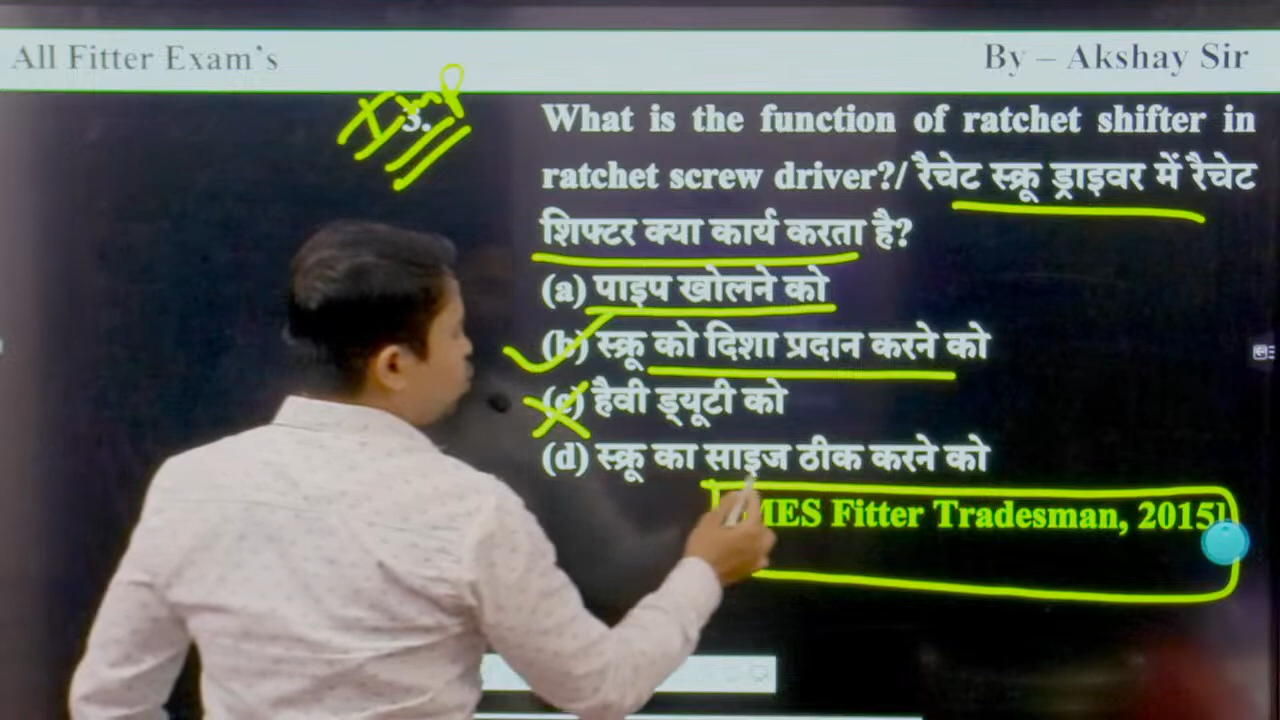 All Fitter Exam's
By – Akshay Sir
Imp
3. What is the function of ratchet shifter in
ratchet screw driver?/ रैचेट स्क्रू ड्राइवर में रैचेट
शिफ्टर क्या कार्य करता है?
(a) पाइप खोलने को
(b) स्क्रू को दिशा प्रदान करने को
(c) हैवी ड्यूटी को
(d) स्क्रू का साइज ठीक करने को
MES Fitter Tradesman, 2015]